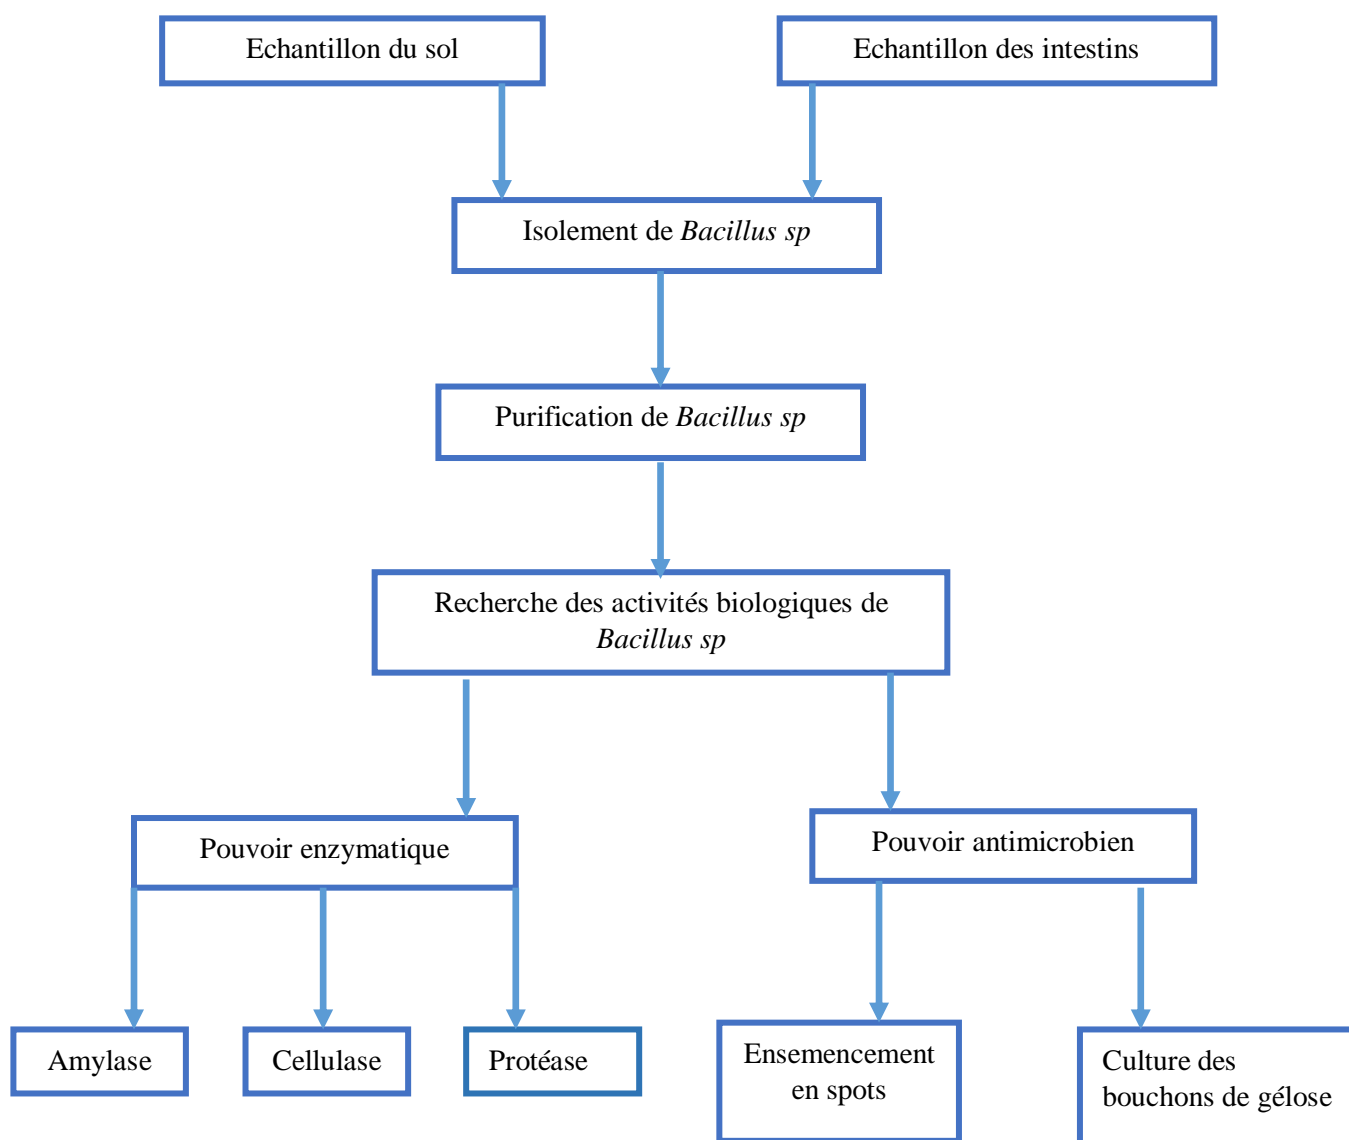 Echantillon du sol
Echantillon des intestins
Isolement de Bacillus sp
Purification de Bacillus sp
Recherche des activités biologiques de
Bacillus sp
Pouvoir enzymatique
Pouvoir antimicrobien
Amylase
Cellulase
Protéase
Ensemencement
en spots
Culture des
bouchons de gélose